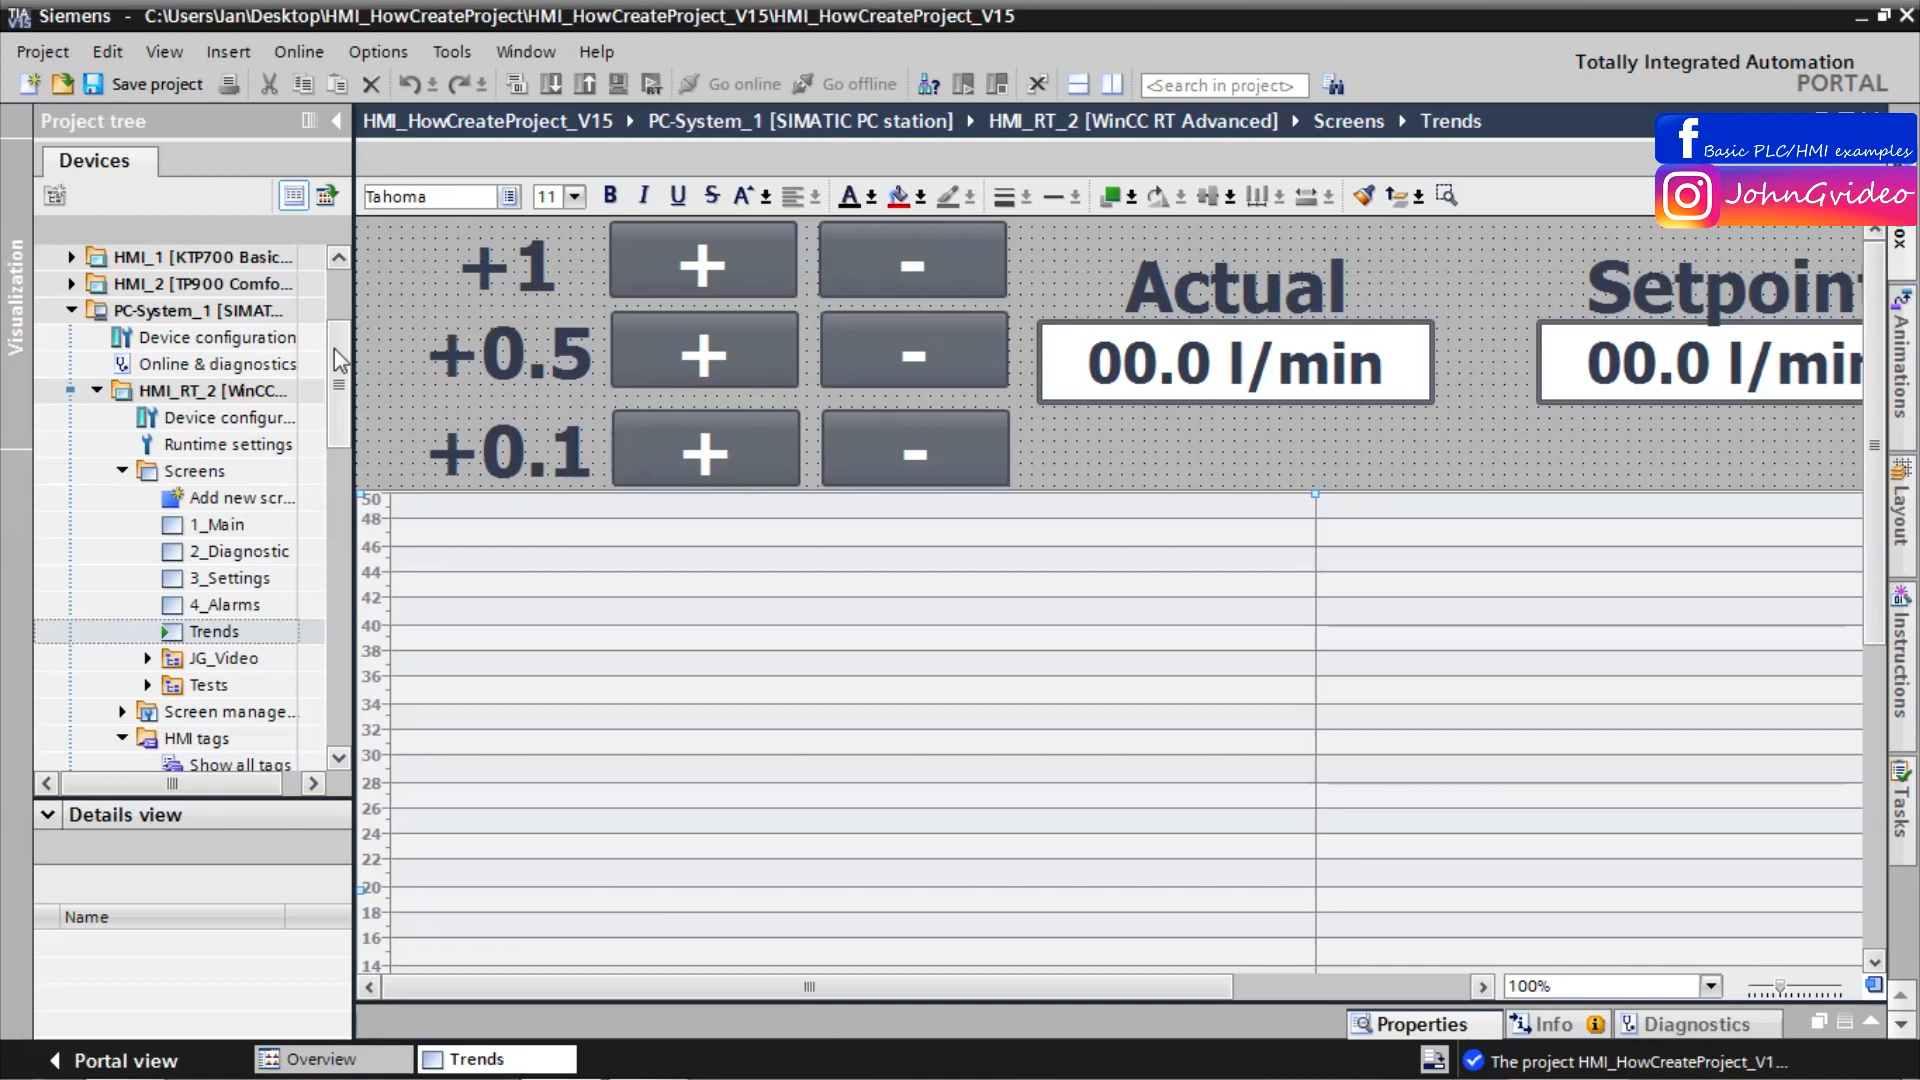 Siemens - C:\Users\Jan\Desktop\HMI_HowCreateProject\HMI_HowCreateProject_V15\HMI_HowCreateProject_V15
Project Edit View Insert Online Options Tools Window Help
Totally Integrated Automation
PORTAL
Save project
Go online
Go offline
<Search in project>
Project tree
HMI_HowCreateProject_V15 PC-System_1 [SIMATIC PC station] HMI_RT_2 [WinCC RT Advanced] Screens Trends
Basic PLC/HMI examples
JohnGvideo
Devices
Tahoma
11
B I U S A
Visualization
HMI_1 [KTP700 Basic...
HMI_2 [TP900 Comfo...
PC-System_1 [SIMAT...
Device configuration
Online & diagnostics
HMI_RT_2 [WinCC...
Device configur...
Runtime settings
Screens
Add new scr...
1_Main
2_Diagnostic
3_Settings
4_Alarms
Trends
JG_Video
Tests
Screen manage...
HMI tags
Show all tags
Details view
Name
+1 + -
+0.5 + -
+0.1 + -
Actual
00.0 l/min
Setpoin
00.0 l/min
50
48
46
44
42
40
38
36
34
32
30
28
26
24
22
20
18
16
14
Animations
Layout
Instructions
Tasks
100%
Properties
Info
Diagnostics
Portal view
Overview
Trends
The project HMI_HowCreateProject_V1...